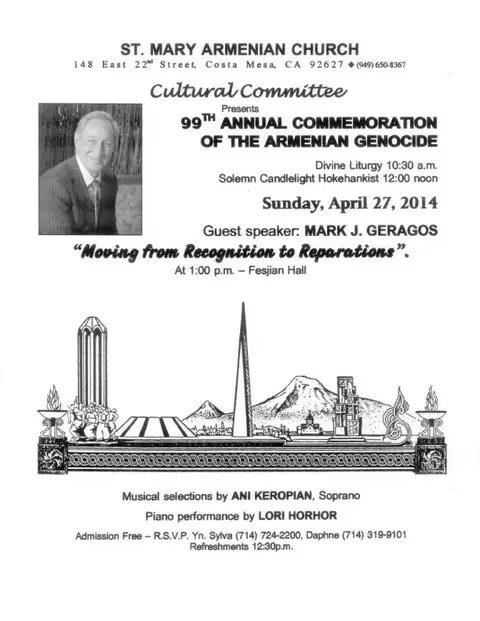 ST. MARY ARMENIAN CHURCH
148 East 22nd Street, Costa Mesa, CA 92627 ◆ (949) 650-8367
Cultural Committee
Presents
99TH ANNUAL COMMEMORATION
OF THE ARMENIAN GENOCIDE
Divine Liturgy 10:30 a.m.
Solemn Candlelight Hokehankist 12:00 noon
Sunday, April 27, 2014
Guest speaker: MARK J. GERAGOS
"Moving from Recognition to Reparations".
At 1:00 p.m. – Fesjian Hall
Musical selections by ANI KEROPIAN, Soprano
Piano performance by LORI HORHOR
Admission Free – R.S.V.P. Yn. Sylva (714) 724-2200, Daphne (714) 319-9101
Refreshments 12:30p.m.